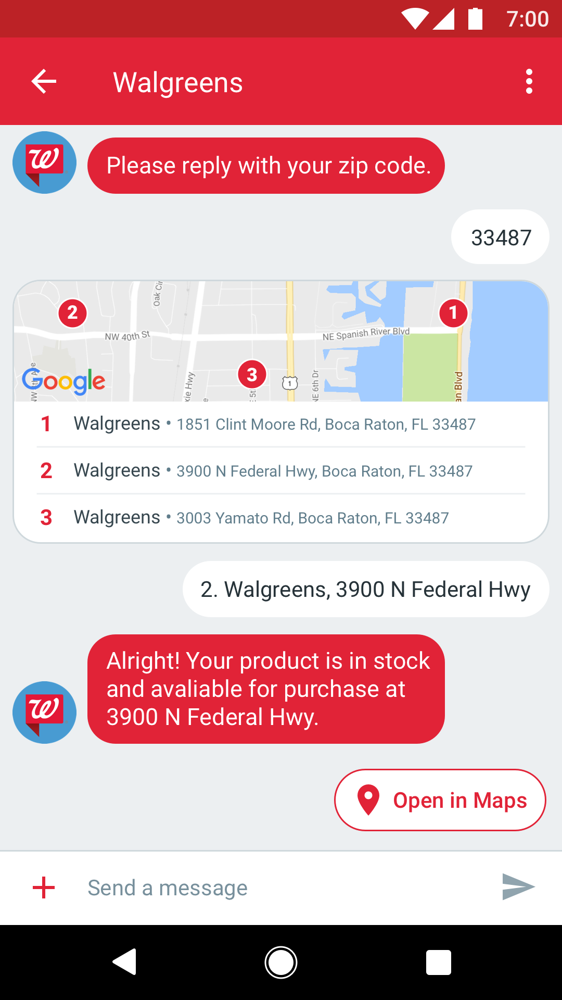 7:00
Walgreens
Please reply with your zip code.
33487
Oak Cir
2
1
NW 40th St
NE Spanish River Blvd
3
1
NE 6th Dr
Google
1 Walgreens • 1851 Clint Moore Rd, Boca Raton, FL 33487
2 Walgreens • 3900 N Federal Hwy, Boca Raton, FL 33487
3 Walgreens • 3003 Yamato Rd, Boca Raton, FL 33487
2. Walgreens, 3900 N Federal Hwy
Alright! Your product is in stock
and avaliable for purchase at
3900 N Federal Hwy.
Open in Maps
Send a message